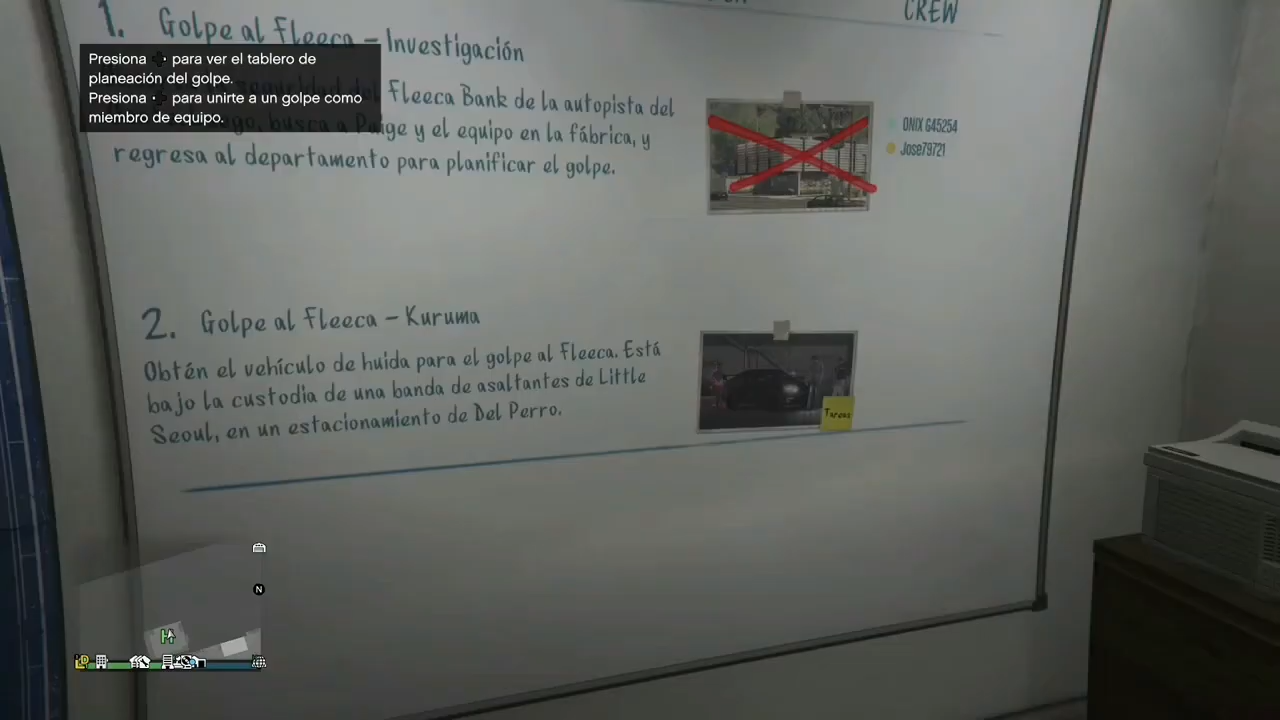 CREW
1. Golpe al Fleeca - Investigación
Presiona para ver el tablero de
planeación del golpe.
Presiona para unirte a un golpe como
miembro de equipo.
Fleeca Bank de la autopista del
busca a Paige y el equipo en la fábrica, y
regresa al departamento para planificar el golpe.
ONIX G45254
Jose79721
2. Golpe al Fleeca - Kuruma
Obtén el vehículo de huida para el golpe al Fleeca. Está
bajo la custodia de una banda de asaltantes de Little
Seoul, en un estacionamiento de Del Perro.
Tareas
N
H